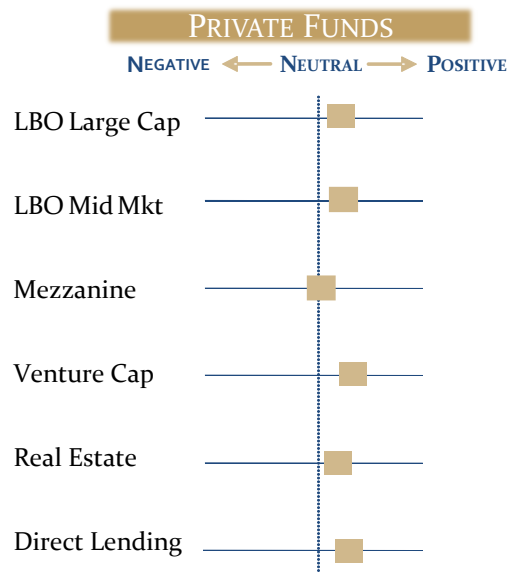 PRIVATE FUNDS
NEGATIVE NEUTRAL POSITIVE
LBO Large Cap
LBO Mid Mkt
Mezzanine
Venture Cap
Real Estate
Direct Lending